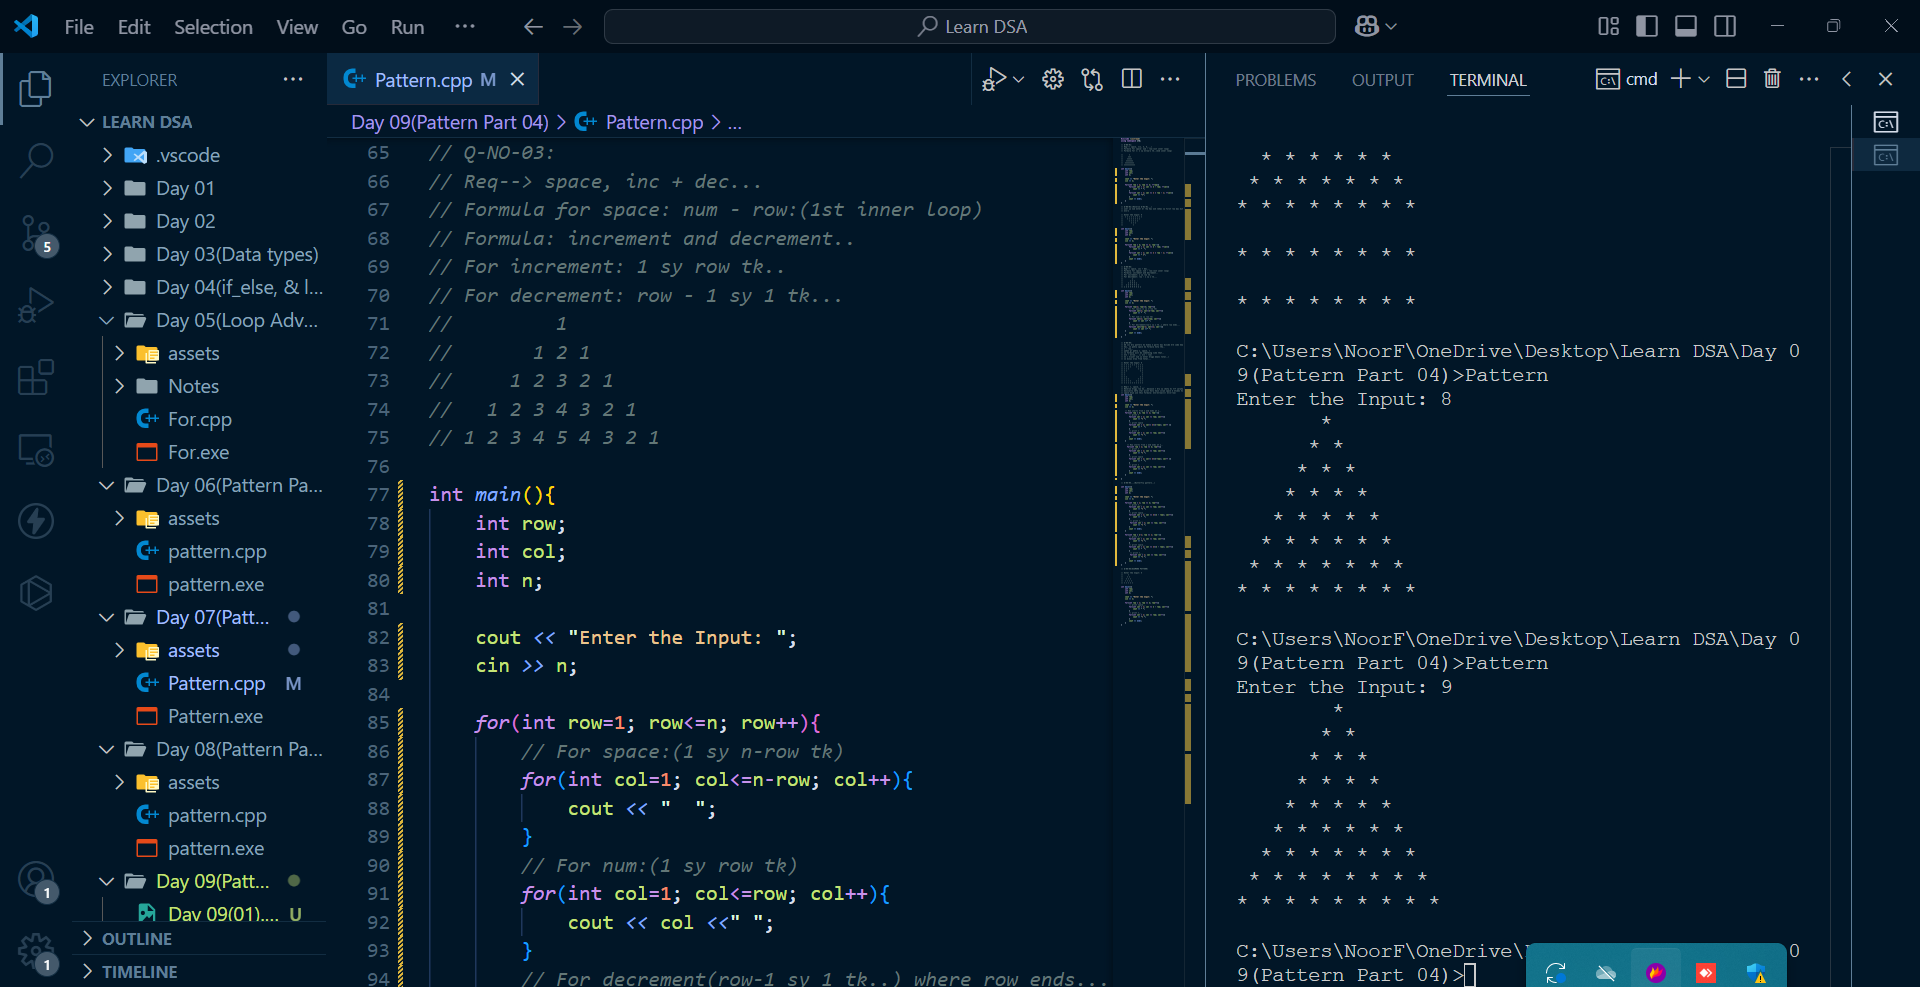 File Edit Selection View Go Run ··· Learn DSA
EXPLORER ···
LEARN DSA
.vscode
Day 01
Day 02
Day 03(Data types)
Day 04(if_else, & l...
Day 05(Loop Adv...
assets
Notes
For.cpp
For.exe
Day 06(Pattern Pa...
assets
pattern.cpp
pattern.exe
Day 07(Patt...
assets
Pattern.cpp M
Pattern.exe
Day 08(Pattern Pa...
assets
pattern.cpp
pattern.exe
Day 09(Patt...
Day 09(01).... U
OUTLINE
TIMELINE
5
1
1
Pattern.cpp M
Day 09(Pattern Part 04) > Pattern.cpp > ...
65 // Q-NO-03:
66 // Req--> space, inc + dec...
67 // Formula for space: num - row:(1st inner loop)
68 // Formula: increment and decrement..
69 // For increment: 1 sy row tk..
70 // For decrement: row - 1 sy 1 tk...
71 // 1
72 // 1 2 1
73 // 1 2 3 2 1
74 // 1 2 3 4 3 2 1
75 // 1 2 3 4 5 4 3 2 1
76
77 int main(){
78 int row;
79 int col;
80 int n;
81
82 cout << "Enter the Input: ";
83 cin >> n;
84
85 for(int row=1; row<=n; row++){
86 // For space:(1 sy n-row tk)
87 for(int col=1; col<=n-row; col++){
88 cout << "  ";
89 }
90 // For num:(1 sy row tk)
91 for(int col=1; col<=row; col++){
92 cout << col <<" ";
93 }
94 // For decrement(row-1 sy 1 tk..) where row ends...
PROBLEMS OUTPUT TERMINAL cmd
* * * * * *
* * * * * * *
* * * * * * * *
* * * * * * * *
* * * * * * * *
C:\Users\NoorF\OneDrive\Desktop\Learn DSA\Day 0
9(Pattern Part 04)>Pattern
Enter the Input: 8
*
* *
* * *
* * * *
* * * * *
* * * * * *
* * * * * * *
* * * * * * * *
C:\Users\NoorF\OneDrive\Desktop\Learn DSA\Day 0
9(Pattern Part 04)>Pattern
Enter the Input: 9
*
* *
* * *
* * * *
* * * * *
* * * * * *
* * * * * * *
* * * * * * * *
* * * * * * * * *
C:\Users\NoorF\OneDrive\ 0
9(Pattern Part 04)>